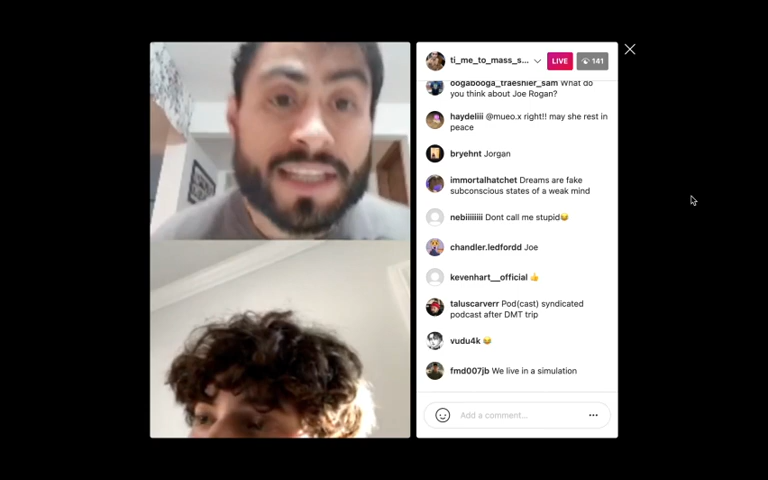 ti_me_to_mass_s...
LIVE
141
oogabooga_traeshler_sam What do
you think about Joe Rogan?
haydeliii @mueo.x right!! may she rest in
peace
bryehnt Jorgan
immortalhatchet Dreams are fake
subconscious states of a weak mind
nebiiiiiiii Dont call me stupid😂
chandler.ledfordd Joe
kevenhart__official 👍
taluscarverr Pod(cast) syndicated
podcast after DMT trip
vudu4k 😂
fmd007jb We live in a simulation
Add a comment...